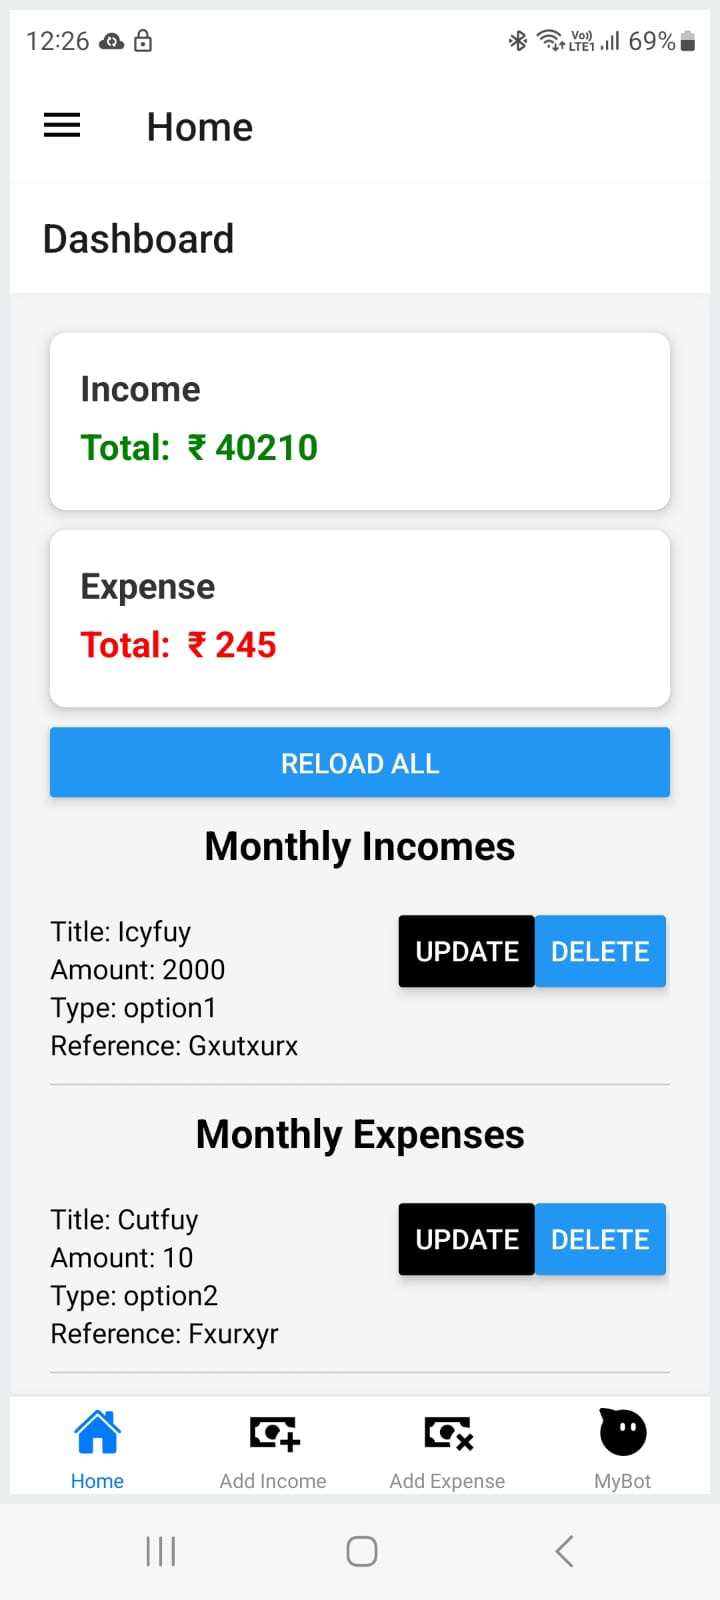 12:26 Vo)) LTE1 69%
Home
Dashboard
Income
Total: ₹ 40210
Expense
Total: ₹ 245
RELOAD ALL
Monthly Incomes
Title: Icyfuy
Amount: 2000
Type: option1
Reference: Gxutxurx
UPDATE DELETE
Monthly Expenses
Title: Cutfuy
Amount: 10
Type: option2
Reference: Fxurxyr
UPDATE DELETE
Home Add Income Add Expense MyBot